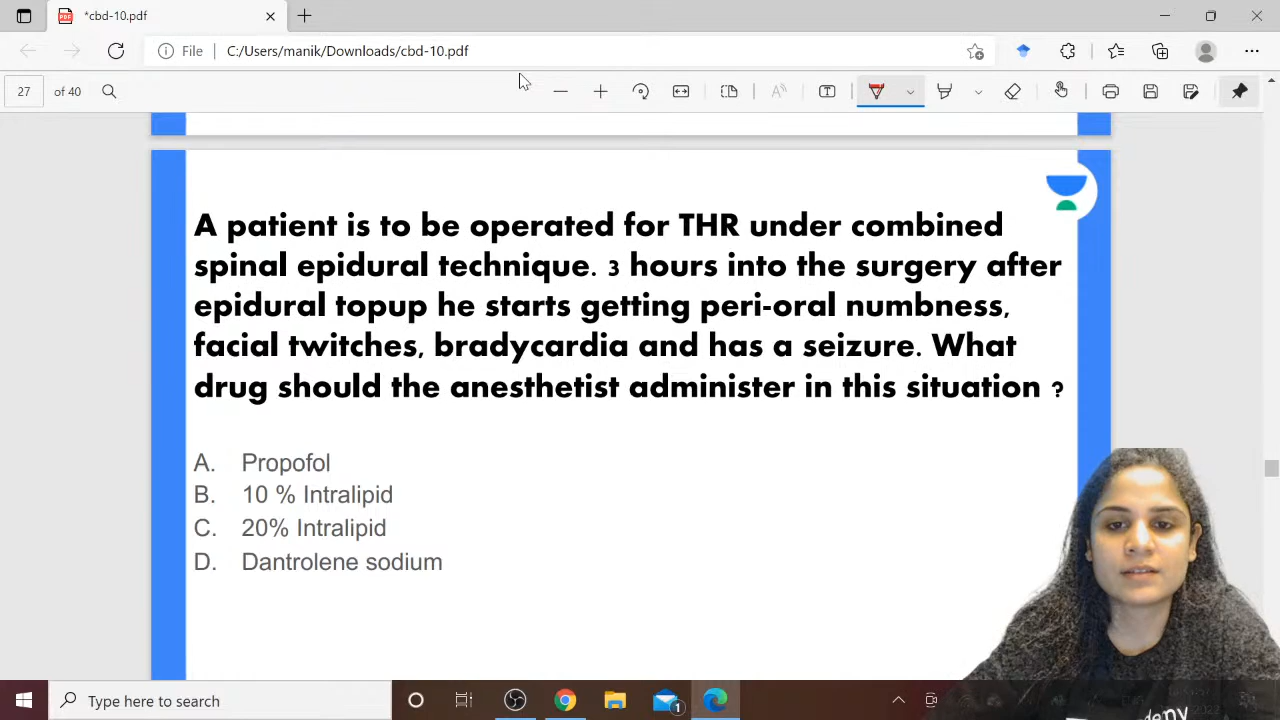 *cbd-10.pdf
File C:/Users/manik/Downloads/cbd-10.pdf
27 of 40
A patient is to be operated for THR under combined
spinal epidural technique. 3 hours into the surgery after
epidural topup he starts getting peri-oral numbness,
facial twitches, bradycardia and has a seizure. What
drug should the anesthetist administer in this situation ?
A. Propofol
B. 10 % Intralipid
C. 20% Intralipid
D. Dantrolene sodium
Type here to search
1